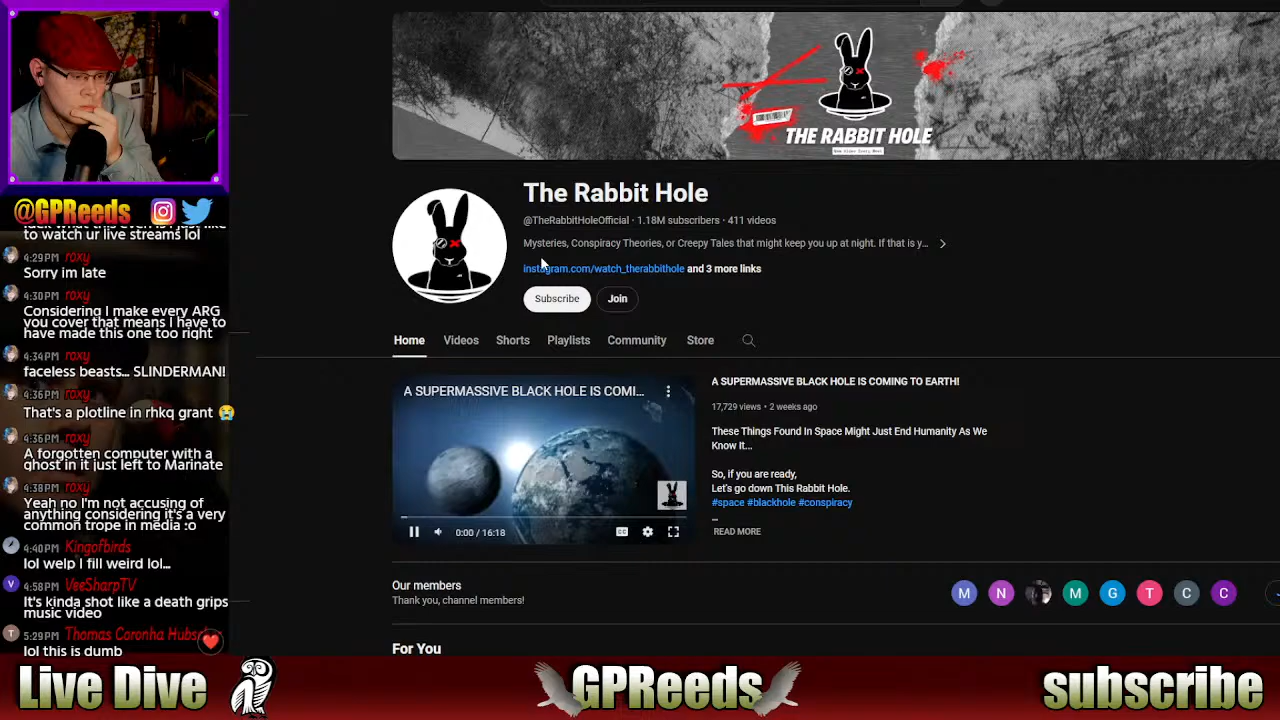 THE RABBIT HOLE
The Rabbit Hole
@TheRabbitHoleOfficial · 1.18M subscribers · 411 videos
Mysteries, Conspiracy Theories, or Creepy Tales that might keep you up at night. If that is y...
instagram.com/watch_therabbithole and 3 more links
Subscribe Join
Home Videos Shorts Playlists Community Store
A SUPERMASSIVE BLACK HOLE IS COMI...
0:00 / 16:18
A SUPERMASSIVE BLACK HOLE IS COMING TO EARTH!
17,729 views • 2 weeks ago
These Things Found In Space Might Just End Humanity As We
Know It...
So, if you are ready,
Let's go down This Rabbit Hole.
#space #blackhole #conspiracy
...
READ MORE
Our members
Thank you, channel members!
M N M G T C C
For You
@GPReeds
to watch ur live streams lol
4:29PM roxy
Sorry im late
4:30PM roxy
Considering I make every ARG
you cover that means I have to
have made this one too right
4:34PM roxy
faceless beasts... SLINDERMAN!
4:36PM roxy
That's a plotline in rhkq grant 😭
4:36PM roxy
A forgotten computer with a
ghost in it just left to Marinate
4:38PM roxy
Yeah no I'm not accusing of
anything considering it's a very
common trope in media :o
4:40PM Kingofbirds
lol welp I fill weird lol...
V 4:58PM VeeSharpTV
It's kinda shot like a death grips
music video
T 5:29PM Thomas Coronha
lol this is dumb
Live Dive GPReeds subscribe